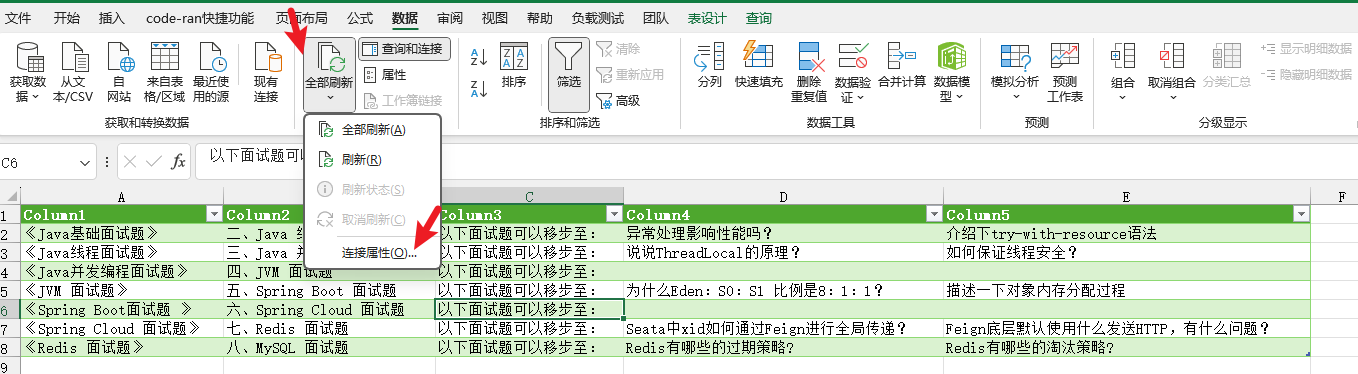 文件 开始 插入 code-ran快捷功能 页面布局 公式 数据 审阅 视图 帮助 负载测试 团队 表设计 查询
获取数据 从文本/CSV 自网站 来自表格/区域 最近使用的源 现有连接 全部刷新 查询和连接 属性 工作簿链接 排序 筛选 清除 重新应用 高级 分列 快速填充 删除重复值 数据验证 合并计算 数据模型 模拟分析 预测工作表 组合 取消组合 分类汇总 显示明细数据 隐藏明细数据
获取和转换数据 排序和筛选 数据工具 预测 分级显示
全部刷新(A)
刷新(R)
刷新状态(S)
取消刷新(C)
连接属性(O)...
C6 fx 以下面试题可以
A B C D E F
1 Column1 Column2 Column3 Column4 Column5
2 《Java基础面试题》 二、Java 以下面试题可以移步至： 异常处理影响性能吗？ 介绍下try-with-resource语法
3 《Java线程面试题》 三、Java 以下面试题可以移步至： 说说ThreadLocal的原理？ 如何保证线程安全？
4 《Java并发编程面试题》 四、JVM 面试题 以下面试题可以移步至：
5 《JVM 面试题》 五、Spring Boot 面试题 以下面试题可以移步至： 为什么Eden：S0：S1 比例是8：1：1？ 描述一下对象内存分配过程
6 《Spring Boot面试题 》 六、Spring Cloud 面试题 以下面试题可以移步至：
7 《Spring Cloud 面试题》 七、Redis 面试题 以下面试题可以移步至： Seata中xid如何通过Feign进行全局传递？ Feign底层默认使用什么发送HTTP，有什么问题？
8 《Redis 面试题》 八、MySQL 面试题 以下面试题可以移步至： Redis有哪些的过期策略? Redis有哪些的淘汰策略?
9